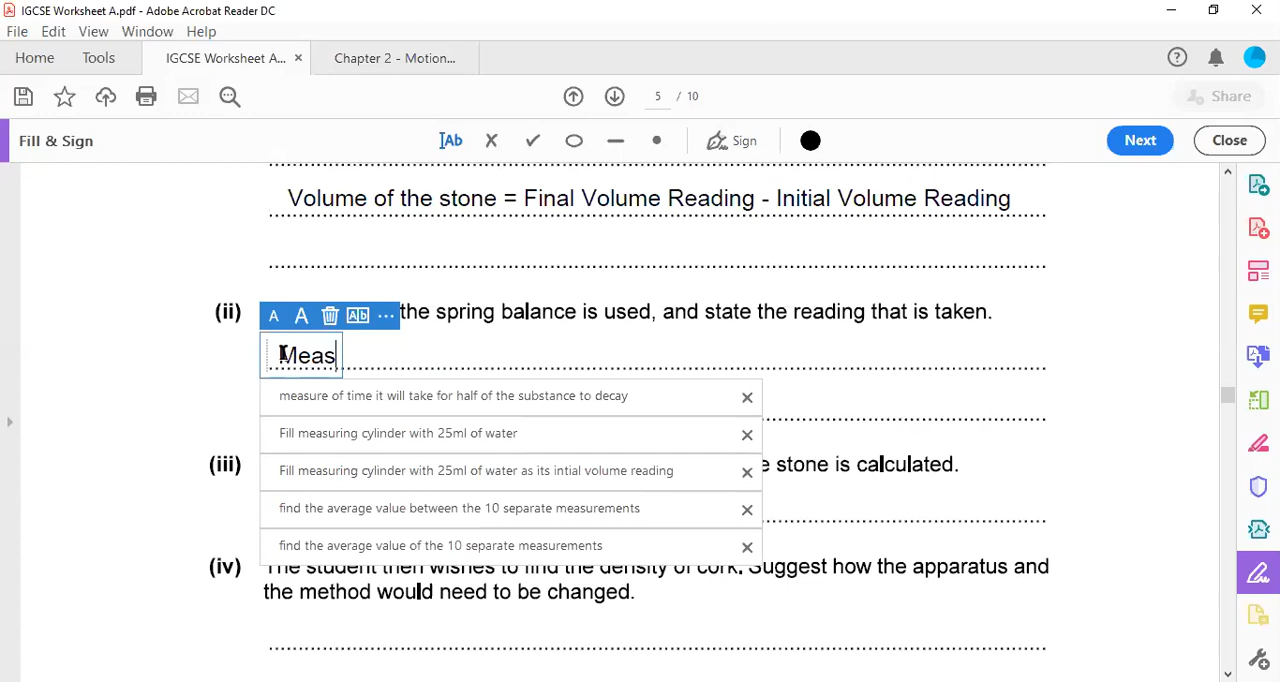 IGCSE Worksheet A.pdf - Adobe Acrobat Reader DC
File Edit View Window Help
Home Tools IGCSE Worksheet A... × Chapter 2 - Motion...
5 / 10
Share
Fill & Sign
Ab
Sign
Next
Close
Volume of the stone = Final Volume Reading - Initial Volume Reading
(ii) A A Ab ... the spring balance is used, and state the reading that is taken.
Meas
measure of time it will take for half of the substance to decay
Fill measuring cylinder with 25ml of water
(iii) e stone is calculated.
Fill measuring cylinder with 25ml of water as its intial volume reading
find the average value between the 10 separate measurements
find the average value of the 10 separate measurements
(iv) The student then wishes to find the density of cork. Suggest how the apparatus and
the method would need to be changed.